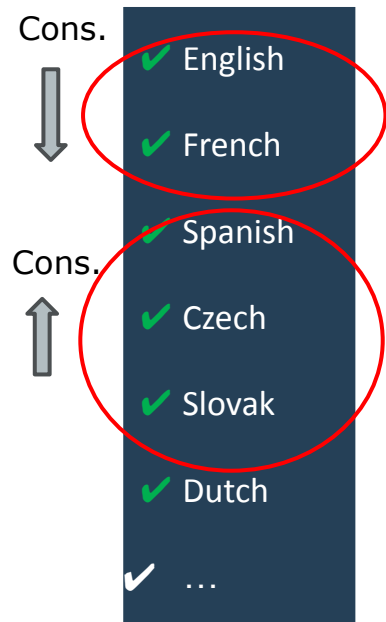 Cons.
✔ English
✔ French
✔ Spanish
Cons.
✔ Czech
✔ Slovak
✔ Dutch
✔ …